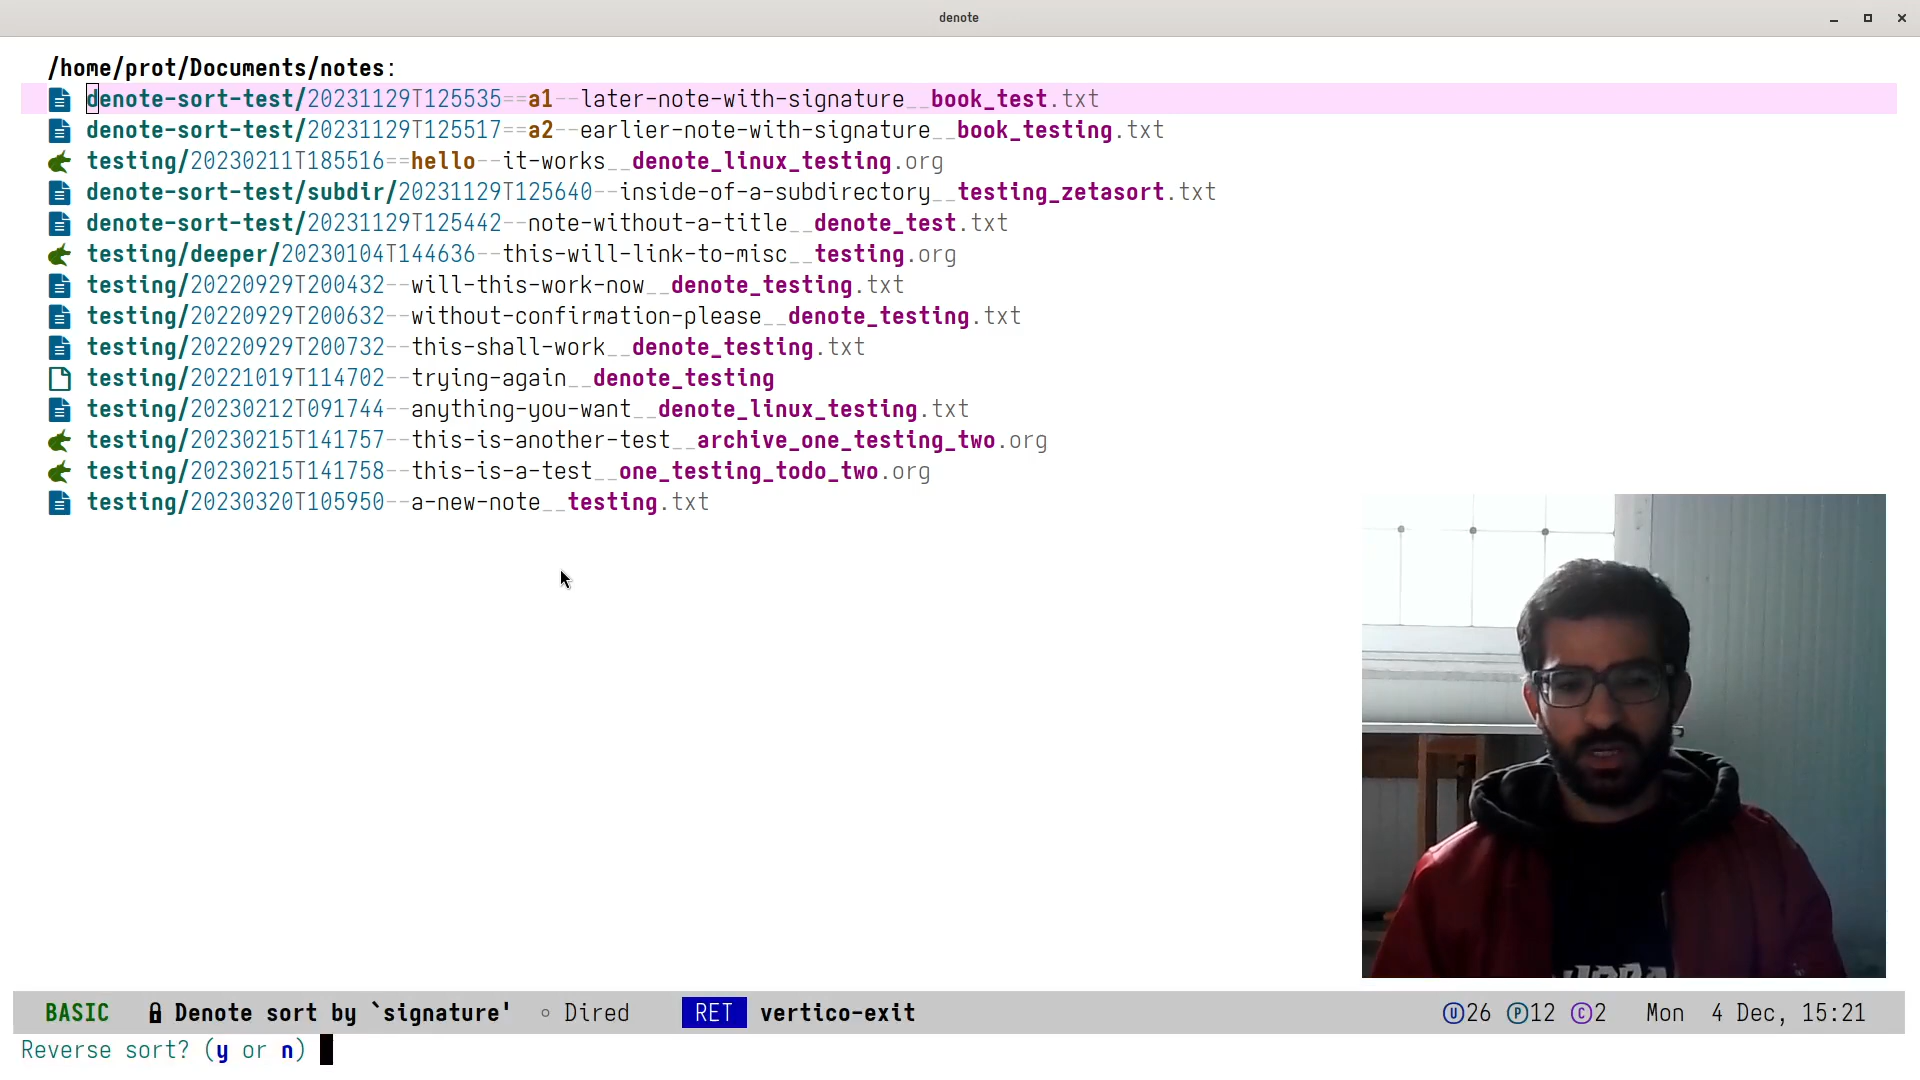 denote
/home/prot/Documents/notes:
denote-sort-test/20231129T125535==a1--later-note-with-signature__book_test.txt
denote-sort-test/20231129T125517==a2--earlier-note-with-signature__book_testing.txt
testing/20230211T185516==hello--it-works__denote_linux_testing.org
denote-sort-test/subdir/20231129T125640--inside-of-a-subdirectory__testing_zetasort.txt
denote-sort-test/20231129T125442--note-without-a-title__denote_test.txt
testing/deeper/20230104T144636--this-will-link-to-misc__testing.org
testing/20220929T200432--will-this-work-now__denote_testing.txt
testing/20220929T200632--without-confirmation-please__denote_testing.txt
testing/20220929T200732--this-shall-work__denote_testing.txt
testing/20221019T114702--trying-again__denote_testing
testing/20230212T091744--anything-you-want__denote_linux_testing.txt
testing/20230215T141757--this-is-another-test__archive_one_testing_two.org
testing/20230215T141758--this-is-a-test__one_testing_todo_two.org
testing/20230320T105950--a-new-note__testing.txt
BASIC Denote sort by `signature' ◦ Dired RET vertico-exit U26 P12 C2 Mon 4 Dec, 15:21
Reverse sort? (y or n)